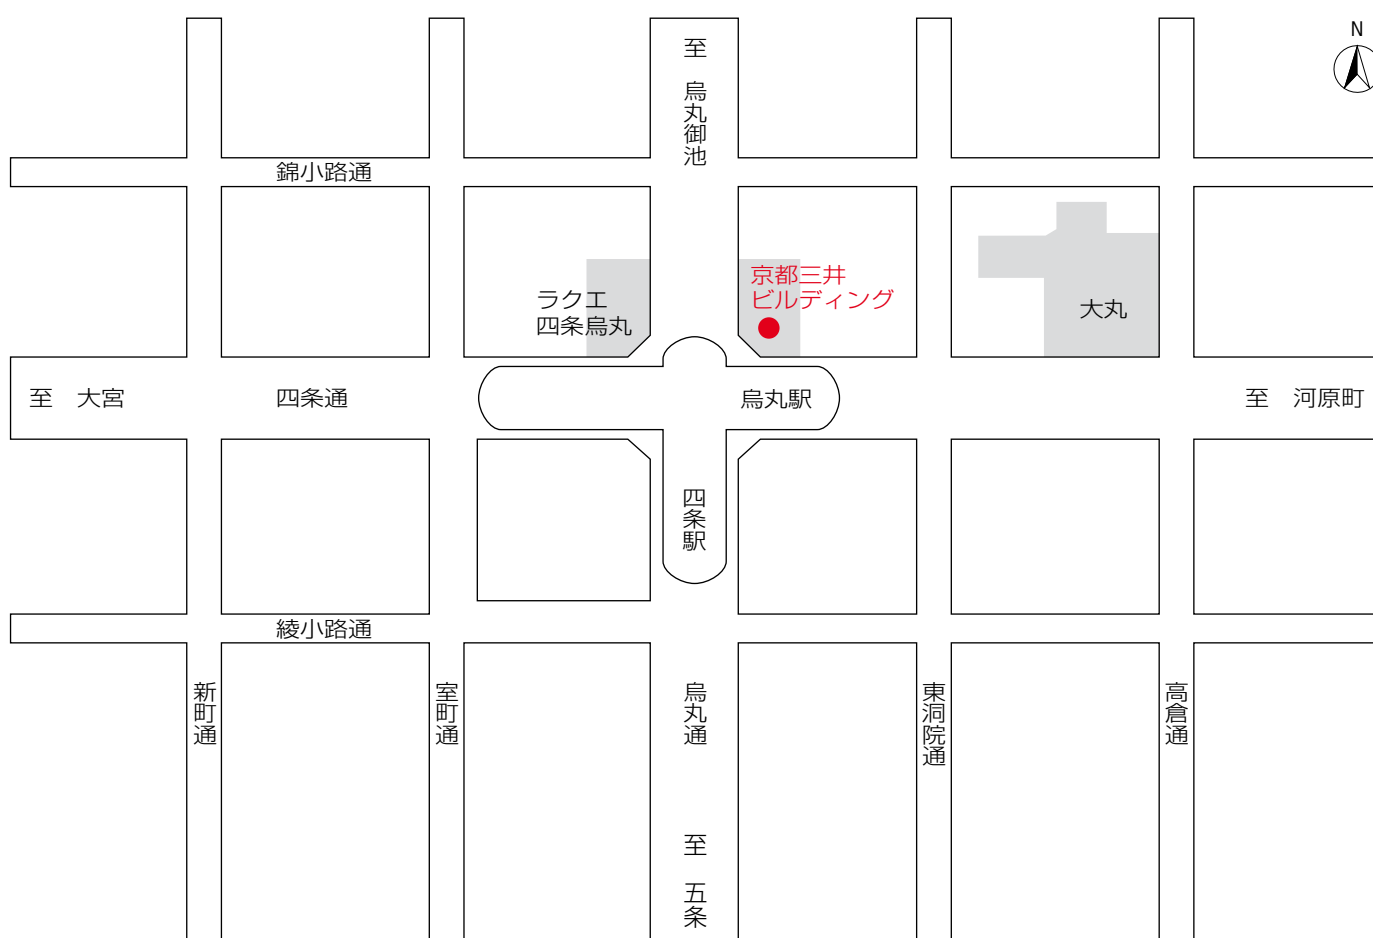 N
至 烏丸御池
錦小路通
京都三井
ビルディング
ラクエ
四条烏丸
大丸
至 大宮
四条通
烏丸駅
至 河原町
四条駅
綾小路通
新町通
室町通
烏丸通
東洞院通
高倉通
至 五条